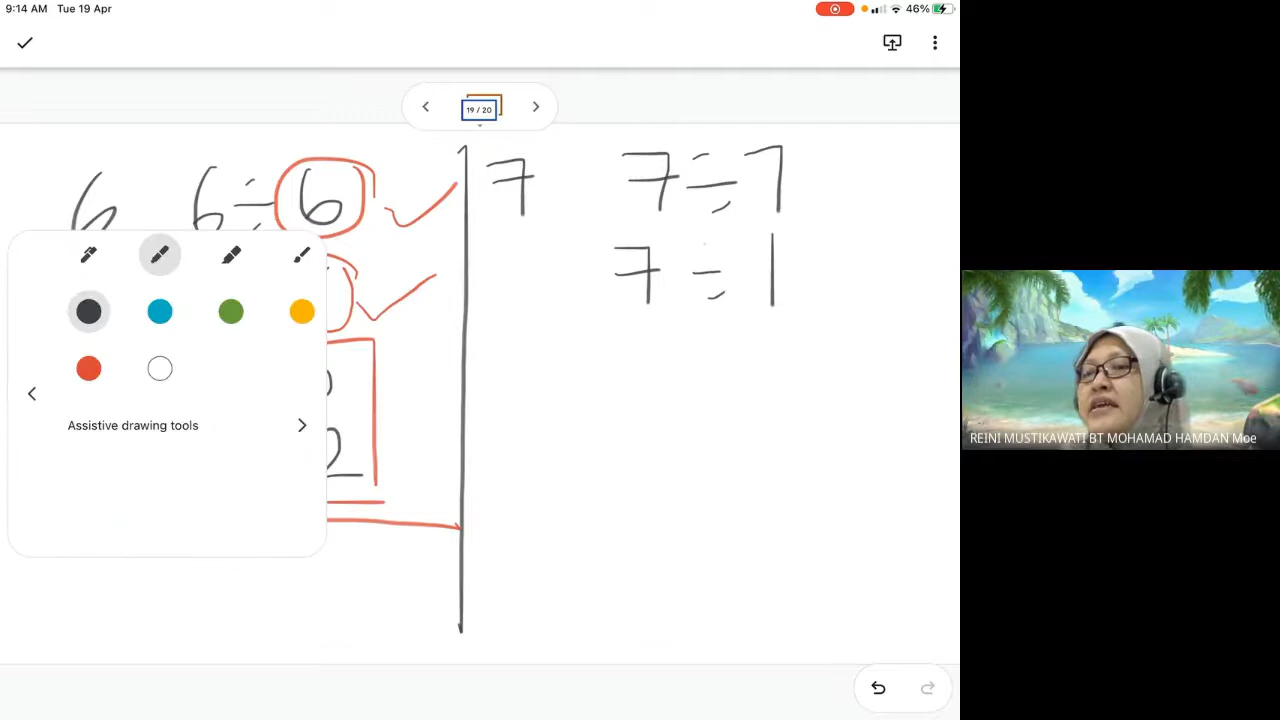 9:14 AM Tue 19 Apr
46%
19 / 20
6 6 ÷ 6
7 7 ÷ 7
7 ÷ 1
2
Assistive drawing tools
REINI MUSTIKAWATI BT MOHAMAD HAMDAN Moe